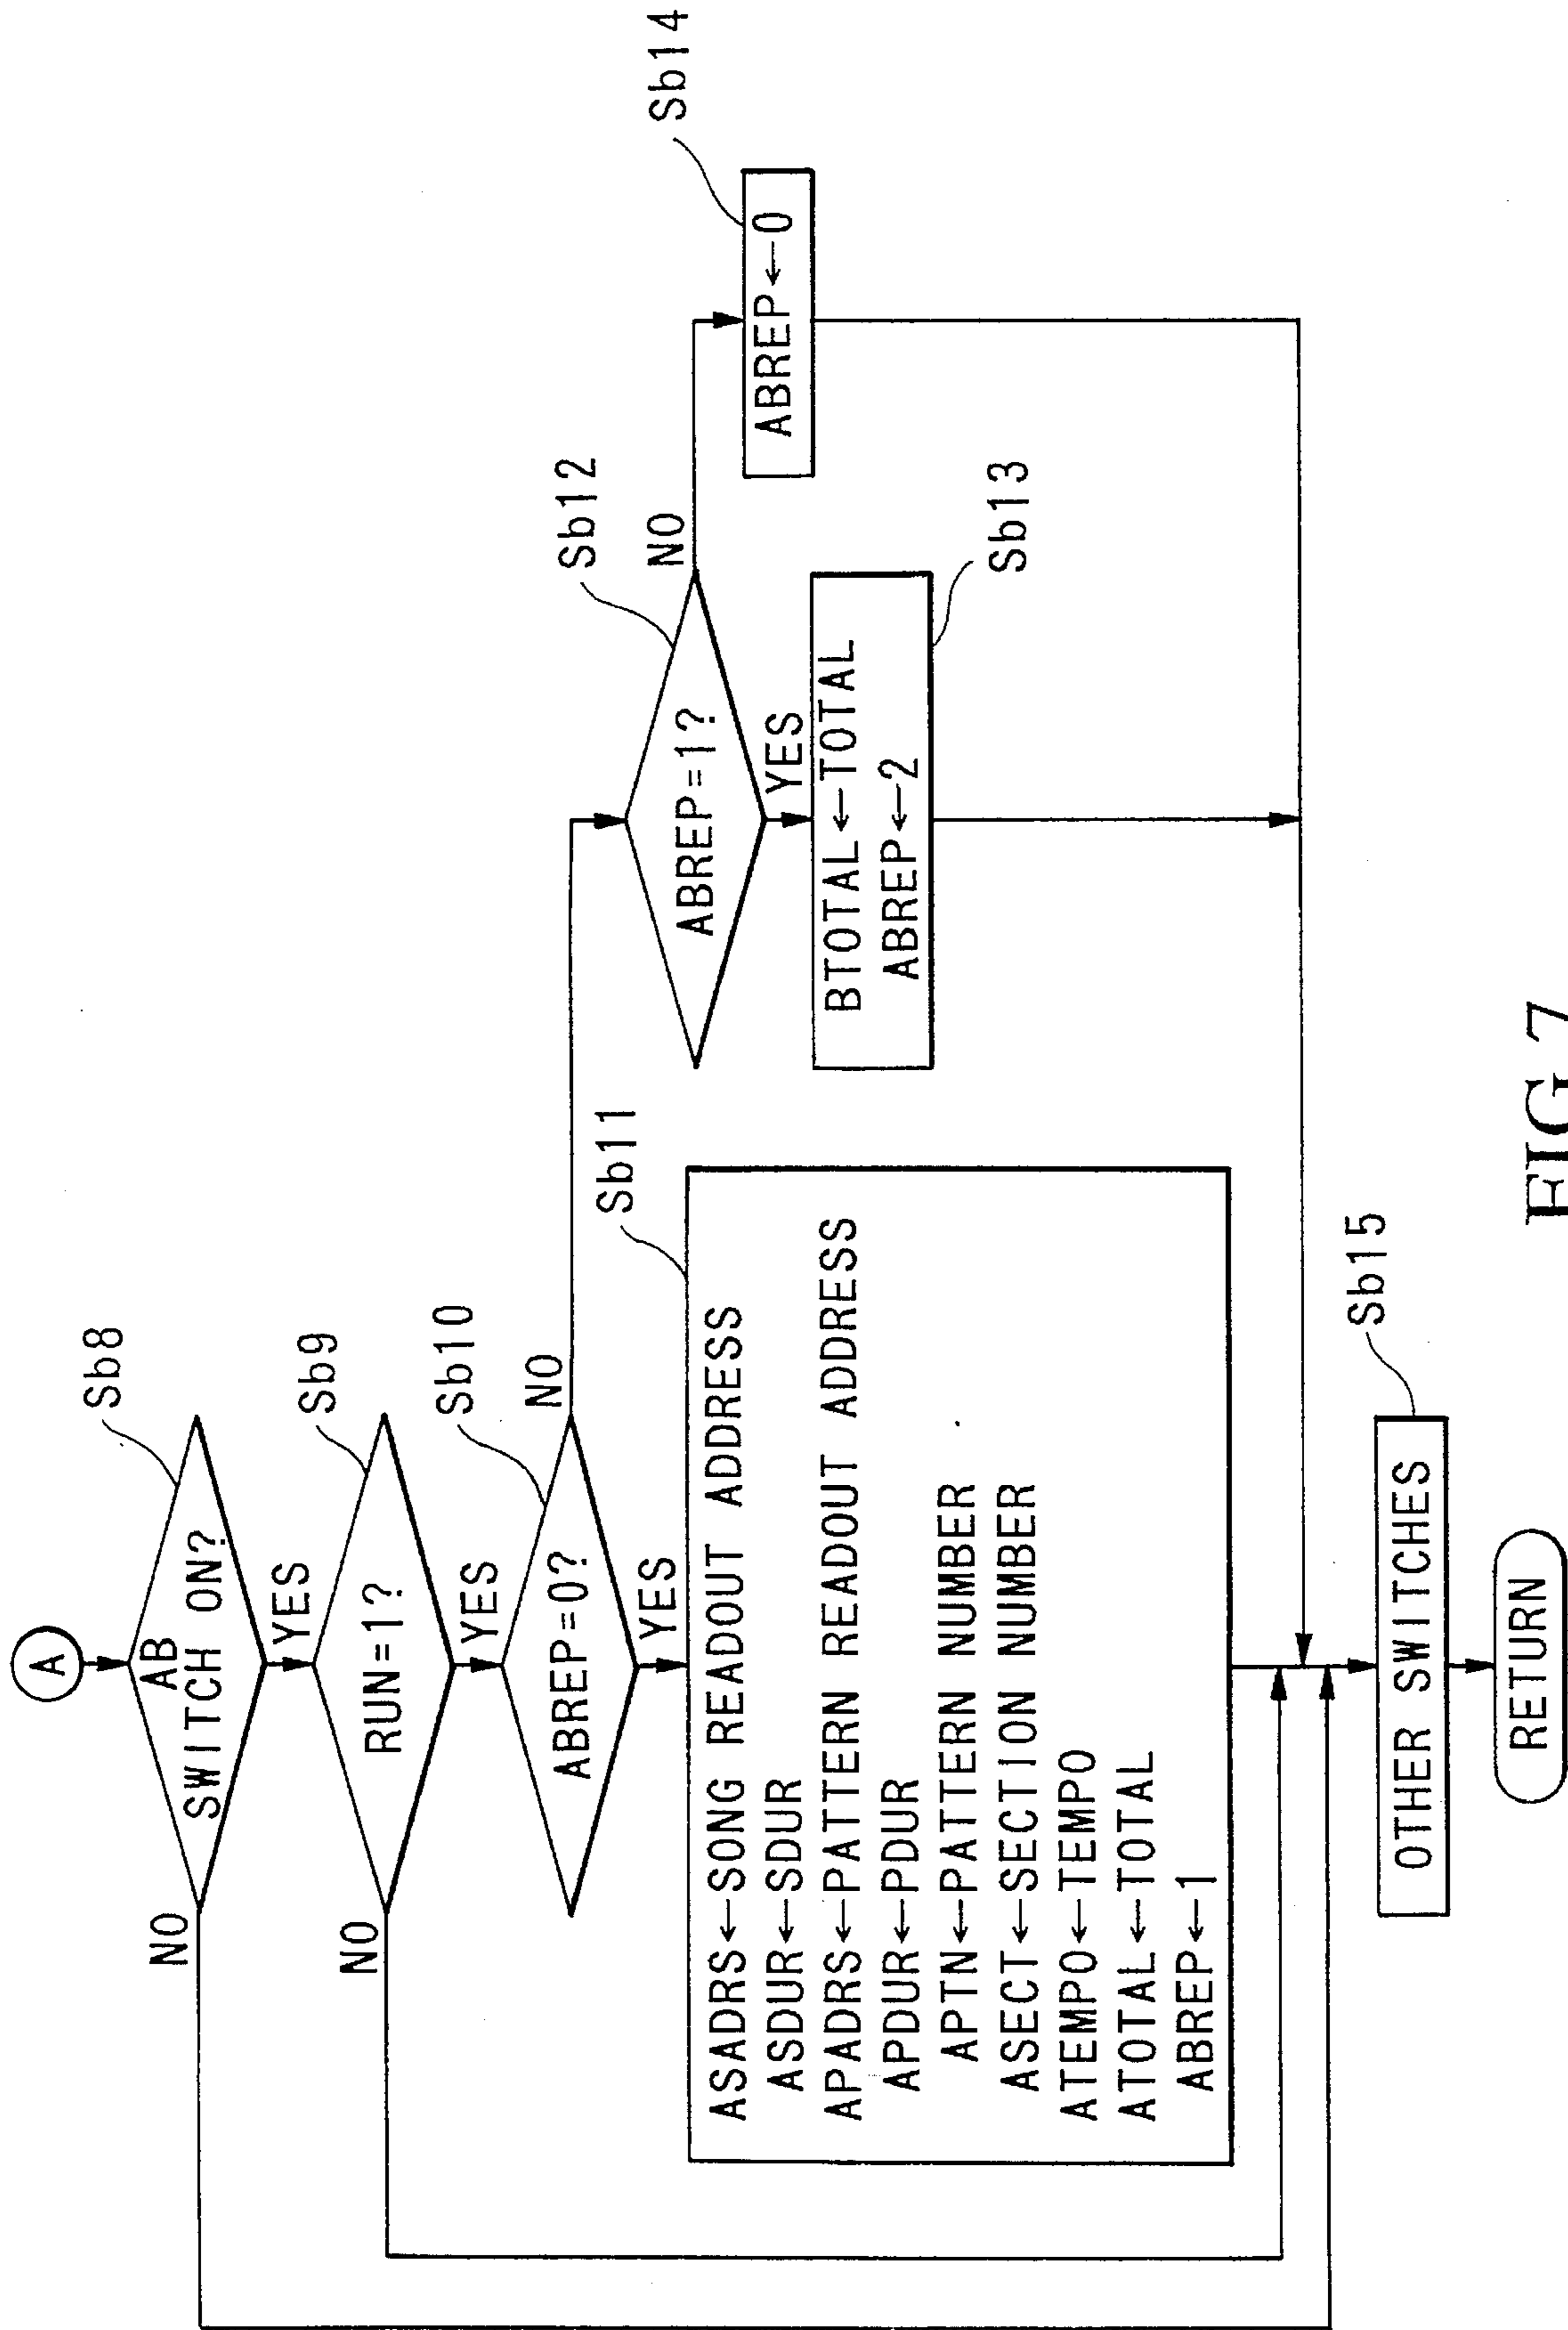 A
Sb8
AB
SWITCH ON?
NO
YES
Sb9
RUN=1?
NO
YES
Sb10
ABREP=0?
NO
YES
Sb11
ASADRS←SONG READOUT ADDRESS
ASDUR←SDUR
APADRS←PATTERN READOUT ADDRESS
APDUR←PDUR
APTN←PATTERN NUMBER
ASECT←SECTION NUMBER
ATEMPO←TEMPO
ATOTAL←TOTAL
ABREP←1
Sb12
ABREP=1?
NO
YES
BTOTAL←TOTAL
ABREP←2
Sb13
Sb14
ABREP←0
Sb15
OTHER SWITCHES
RETURN
FIG.7